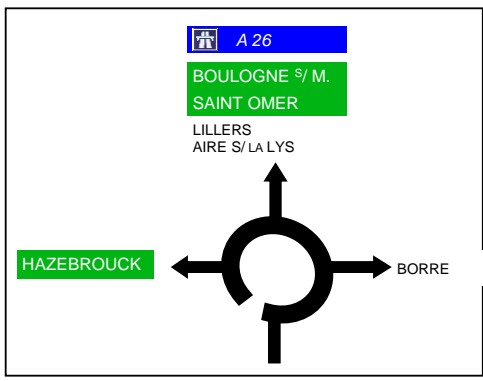 A 26
BOULOGNE S/ M.
SAINT OMER
LILLERS
AIRE S/ LA LYS
HAZEBROUCK
BORRE